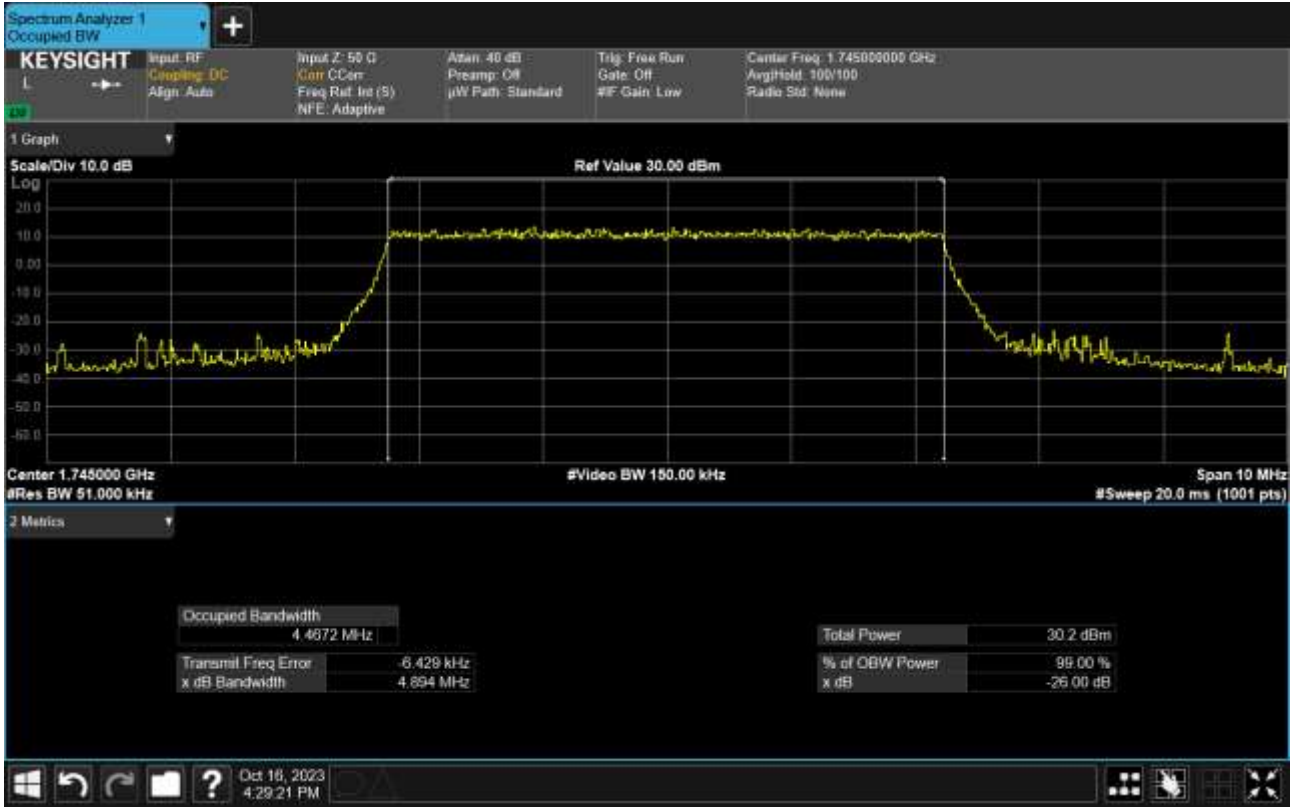 Spectrum Analyzer 1
Occupied BW
+
KEYSIGHT
L
Input: RF
Coupling: DC
Align: Auto
Input Z: 50 Ω
Corr CCorr
Freq Ref: Int (S)
NFE: Adaptive
Atten: 40 dB
Preamp: Off
µW Path: Standard
Trig: Free Run
Gate: Off
#IF Gain: Low
Center Freq: 1.745000000 GHz
Avg|Hold: 100/100
Radio Std: None
1 Graph
Scale/Div 10.0 dB
Ref Value 30.00 dBm
Log
20.0
10.0
0.00
-10.0
-20.0
-30.0
-40.0
-50.0
-60.0
Center 1.745000 GHz
#Video BW 150.00 kHz
Span 10 MHz
#Res BW 51.000 kHz
#Sweep 20.0 ms (1001 pts)
2 Metrics
Occupied Bandwidth
4.4672 MHz
Total Power 30.2 dBm
Transmit Freq Error -6.429 kHz
% of OBW Power 99.00 %
x dB Bandwidth 4.894 MHz
x dB -26.00 dB
?
Oct 16, 2023
4:29:21 PM